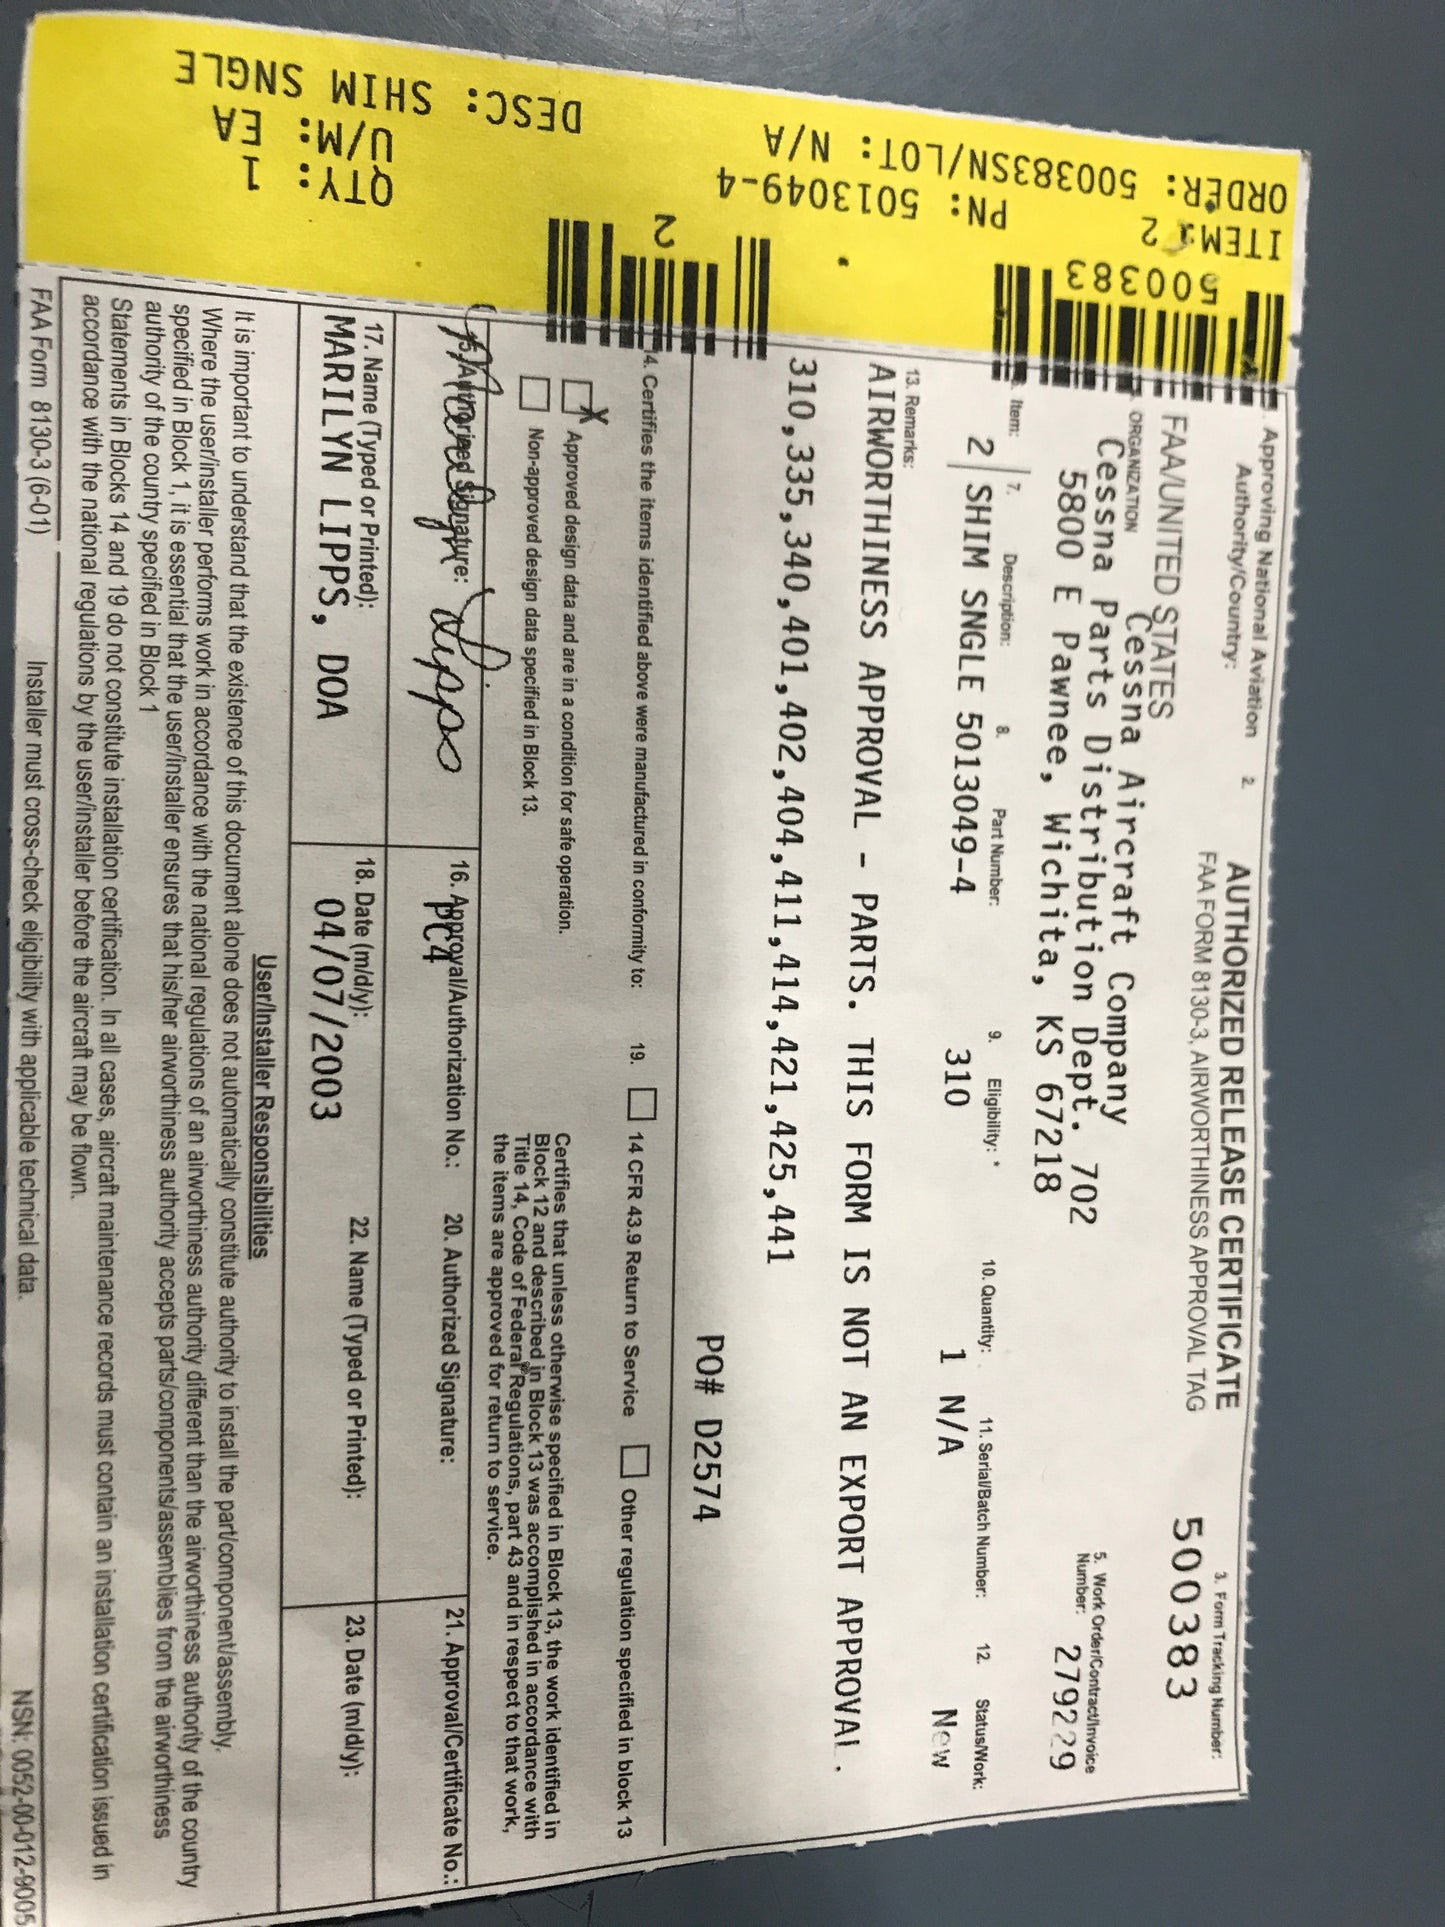 ORDER: 500383SN/LOT: N/A
ITEM: 2 PN: 5013049-4
QTY: 1
U/M: EA
DESC: SHIM SNGLE
500383
2
Approving National Aviation
Authority/Country:
FAA/UNITED STATES
2. AUTHORIZED RELEASE CERTIFICATE
FAA FORM 8130-3, AIRWORTHINESS APPROVAL TAG
3. Form Tracking Number:
500383
ORGANIZATION
Cessna Aircraft Company
Cessna Parts Distribution Dept. 702
5800 E Pawnee, Wichita, KS 67218
5. Work Order/Contract/Invoice
Number: 2792229
Item: 7. Description: 8. Part Number: 9. Eligibility: * 10. Quantity: 11. Serial/Batch Number: 12. Status/Work:
2 SHIM SNGLE 5013049-4 310 1 N/A New
13. Remarks:
AIRWORTHINESS APPROVAL - PARTS. THIS FORM IS NOT AN EXPORT APPROVAL.
310,335,340,401,402,404,411,414,421,425,441
PO# D2574
4. Certifies the items identified above were manufactured in conformity to:
X Approved design data and are in a condition for safe operation.
Non-approved design data specified in Block 13.
19. 14 CFR 43.9 Return to Service Other regulation specified in block 13
Certifies that unless otherwise specified in Block 13, the work identified in
Block 12 and described in Block 13 was accomplished in accordance with
Title 14, Code of Federal Regulations, part 43 and in respect to that work,
the items are approved for return to service.
15. Authorized Signature:
Marilyn Lipps
16. Approval/Authorization No.:
PC4
20. Authorized Signature:
21. Approval/Certificate No.:
17. Name (Typed or Printed):
MARILYN LIPPS, DOA
18. Date (m/d/y):
04/07/2003
22. Name (Typed or Printed):
23. Date (m/d/y):
User/Installer Responsibilities
It is important to understand that the existence of this document alone does not automatically constitute authority to install the part/component/assembly.
Where the user/installer performs work in accordance with the national regulations of an airworthiness authority different than the airworthiness authority of the country
specified in Block 1, it is essential that the user/installer ensures that his/her airworthiness authority accepts parts/components/assemblies from the airworthiness
authority of the country specified in Block 1
Statements in Blocks 14 and 19 do not constitute installation certification. In all cases, aircraft maintenance records must contain an installation certification issued in
accordance with the national regulations by the user/installer before the aircraft may be flown.
FAA Form 8130-3 (6-01) Installer must cross-check eligibility with applicable technical data. NSN: 0052-00-012-9005